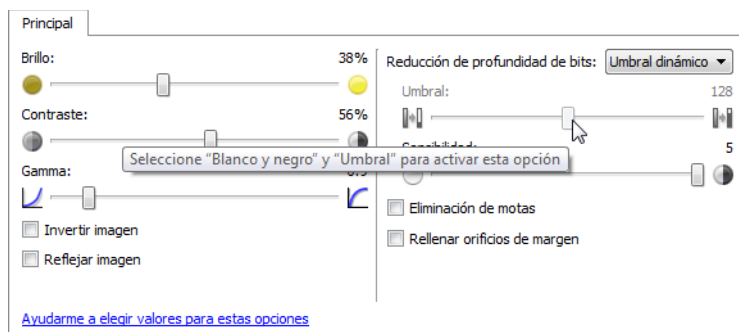 Principal
Brillo: 38%
Contraste: 56%
Seleccione "Blanco y negro" y "Umbral" para activar esta opción
Gamma:
Invertir imagen
Reflejar imagen
Ayudarme a elegir valores para estas opciones
Reducción de profundidad de bits: Umbral dinámico
Umbral: 128
5
Eliminación de motas
Rellenar orificios de margen